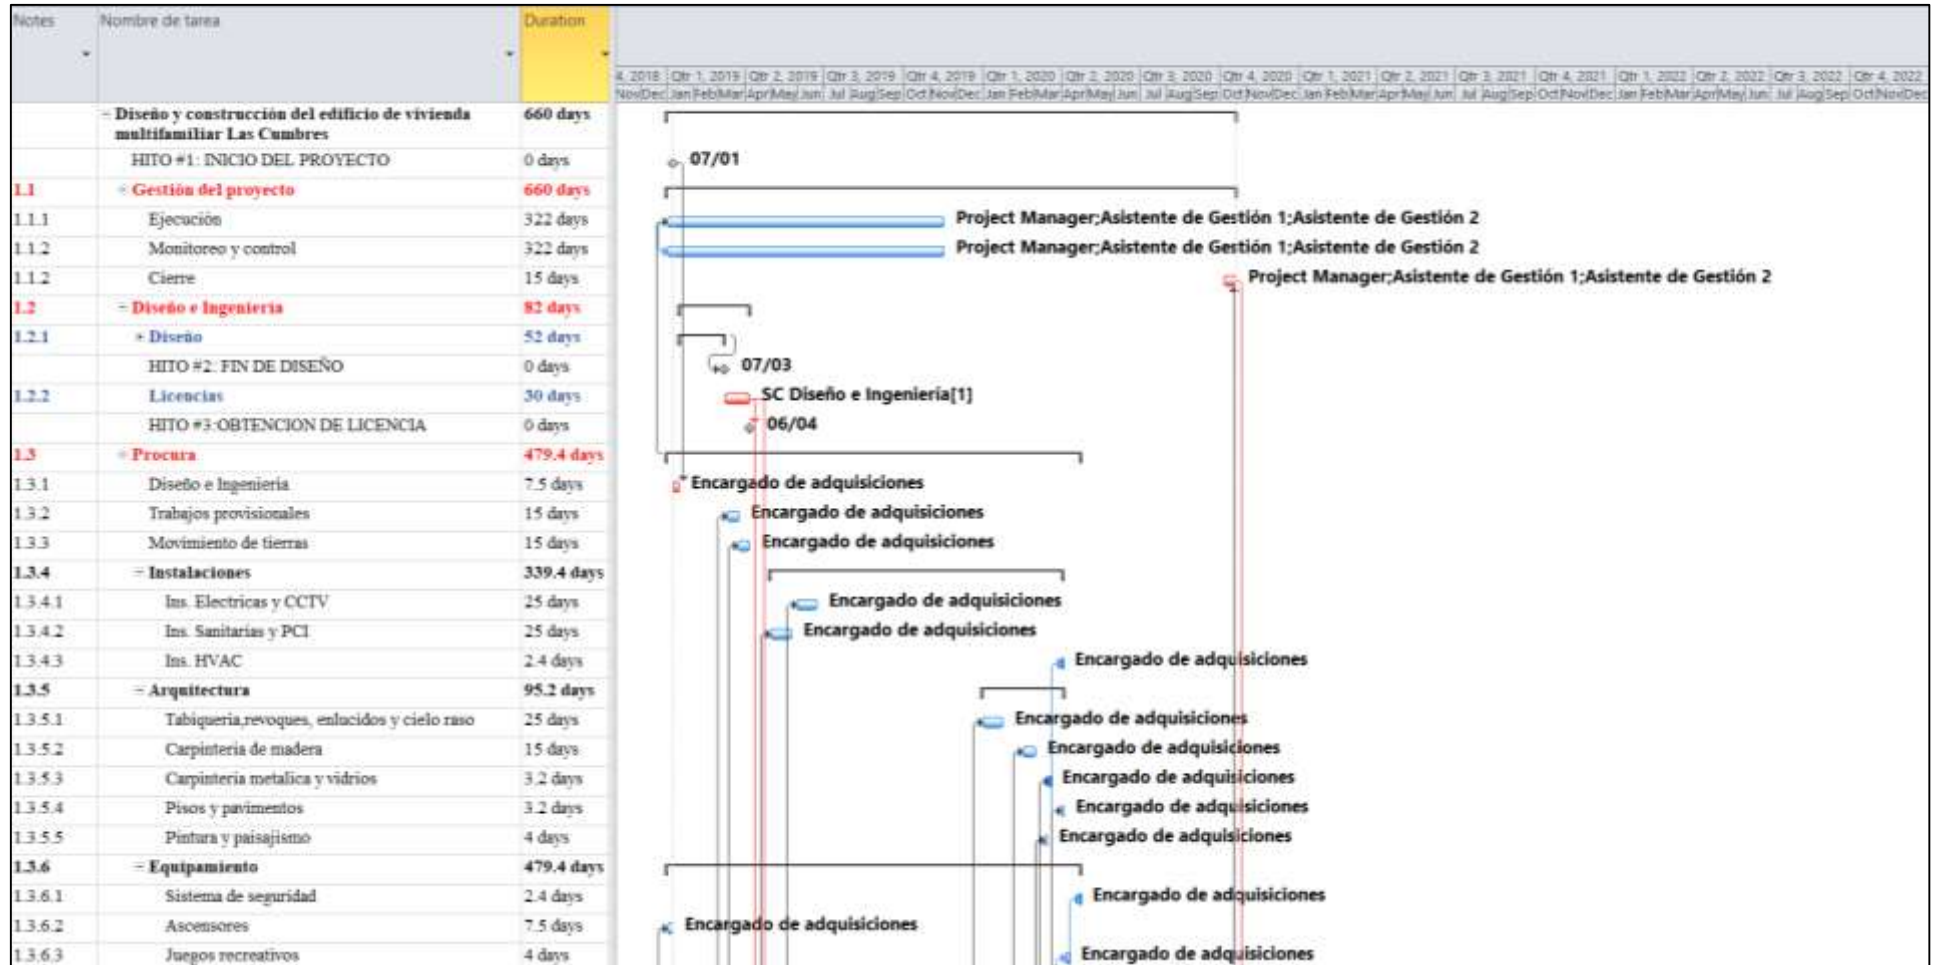 Notes Nombre de tarea Duration
4, 2018 Qtr 1, 2019 Qtr 2, 2019 Qtr 3, 2019 Qtr 4, 2019 Qtr 1, 2020 Qtr 2, 2020 Qtr 3, 2020 Qtr 4, 2020 Qtr 1, 2021 Qtr 2, 2021 Qtr 3, 2021 Qtr 4, 2021 Qtr 1, 2022 Qtr 2, 2022 Qtr 3, 2022 Qtr 4, 2022
Nov Dec Jan Feb Mar Apr May Jun Jul Aug Sep Oct Nov Dec Jan Feb Mar Apr May Jun Jul Aug Sep Oct Nov Dec Jan Feb Mar Apr May Jun Jul Aug Sep Oct Nov Dec Jan Feb Mar Apr May Jun Jul Aug Sep Oct Nov Dec
Diseño y construcción del edificio de vivienda 660 days
multifamiliar Las Cumbres
HITO #1: INICIO DEL PROYECTO 0 days 07/01
1.1 Gestión del proyecto 660 days
1.1.1 Ejecución 322 days Project Manager;Asistente de Gestión 1;Asistente de Gestión 2
1.1.2 Monitoreo y control 322 days Project Manager;Asistente de Gestión 1;Asistente de Gestión 2
1.1.2 Cierre 15 days Project Manager;Asistente de Gestión 1;Asistente de Gestión 2
1.2 Diseño e Ingenieria 82 days
1.2.1 Diseño 52 days
HITO #2: FIN DE DISEÑO 0 days 07/03
1.2.2 Licencias 30 days SC Diseño e Ingeniería[1]
HITO #3:OBTENCION DE LICENCIA 0 days 06/04
1.3 Procura 479.4 days
1.3.1 Diseño e Ingenieria 7.5 days Encargado de adquisiciones
1.3.2 Trabajos provisionales 15 days Encargado de adquisiciones
1.3.3 Movimiento de tierras 15 days Encargado de adquisiciones
1.3.4 Instalaciones 339.4 days
1.3.4.1 Ins. Electricas y CCTV 25 days Encargado de adquisiciones
1.3.4.2 Ins. Sanitarias y PCI 25 days Encargado de adquisiciones
1.3.4.3 Ins. HVAC 2.4 days Encargado de adquisiciones
1.3.5 Arquitectura 95.2 days
1.3.5.1 Tabiqueria,revoques, enlucidos y cielo raso 25 days Encargado de adquisiciones
1.3.5.2 Carpinteria de madera 15 days Encargado de adquisiciones
1.3.5.3 Carpinteria metalica y vidrios 3.2 days Encargado de adquisiciones
1.3.5.4 Pisos y pavimentos 3.2 days Encargado de adquisiciones
1.3.5.5 Pintura y paisajismo 4 days Encargado de adquisiciones
1.3.6 Equipamiento 479.4 days
1.3.6.1 Sistema de seguridad 2.4 days Encargado de adquisiciones
1.3.6.2 Ascensores 7.5 days Encargado de adquisiciones
1.3.6.3 Juegos recreativos 4 days Encargado de adquisiciones